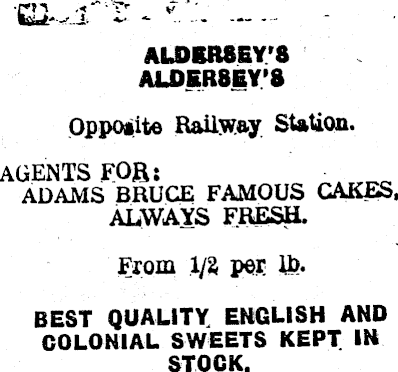 ALDERSEY'S
ALDERSEY'S
Opposite Railway Station.
AGENTS FOR:
ADAMS BRUCE FAMOUS CAKES,
ALWAYS FRESH.
From 1/2 per lb.
BEST QUALITY ENGLISH AND
COLONIAL SWEETS KEPT IN
STOCK.